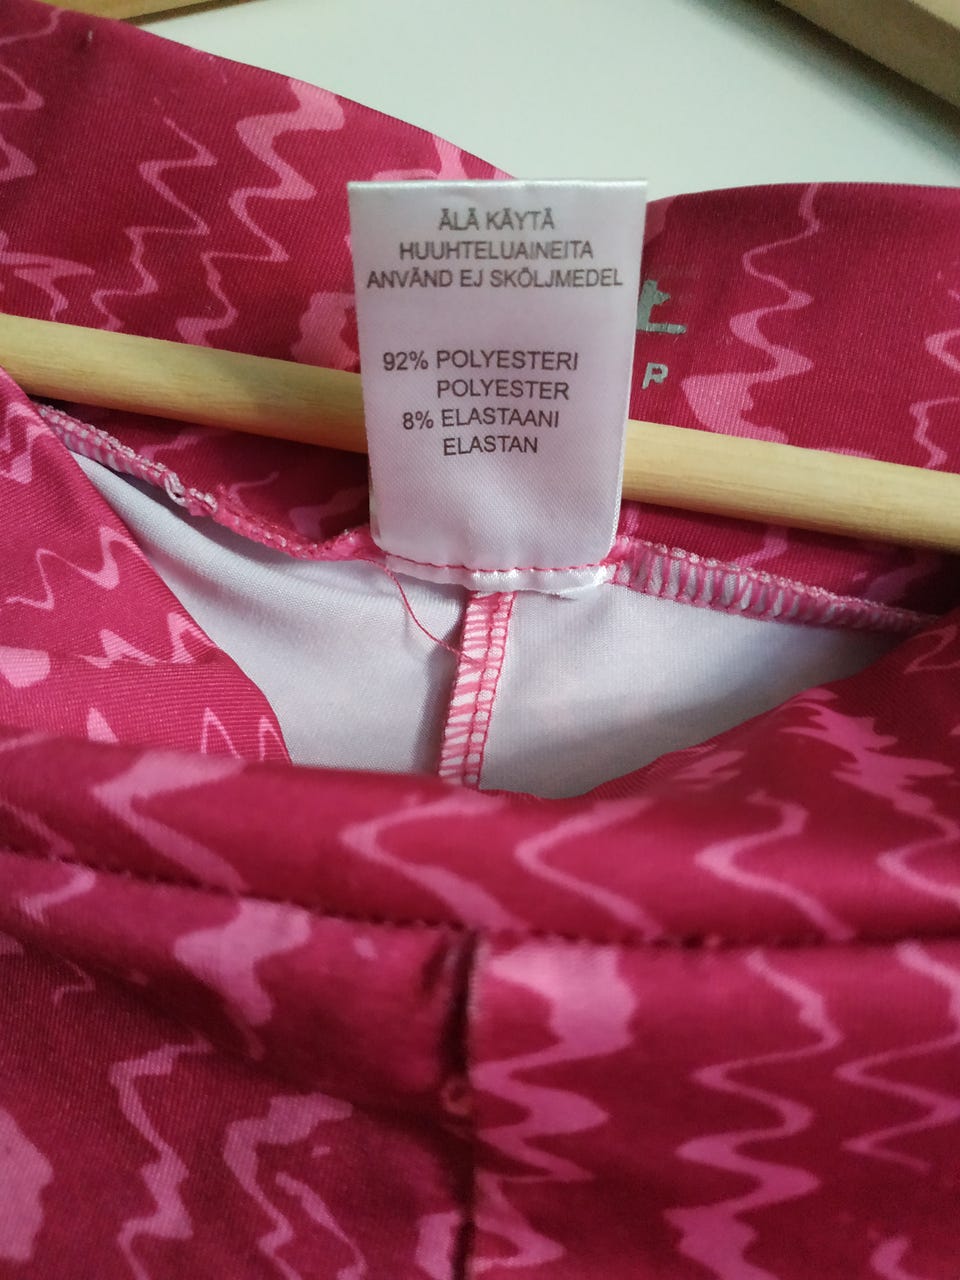 ÄLÄ KÄYTÄ
HUUHTELUAINEITA
ANVÄND EJ SKÖLJMEDEL
92% POLYESTERI
POLYESTER
8% ELASTAANI
ELASTAN